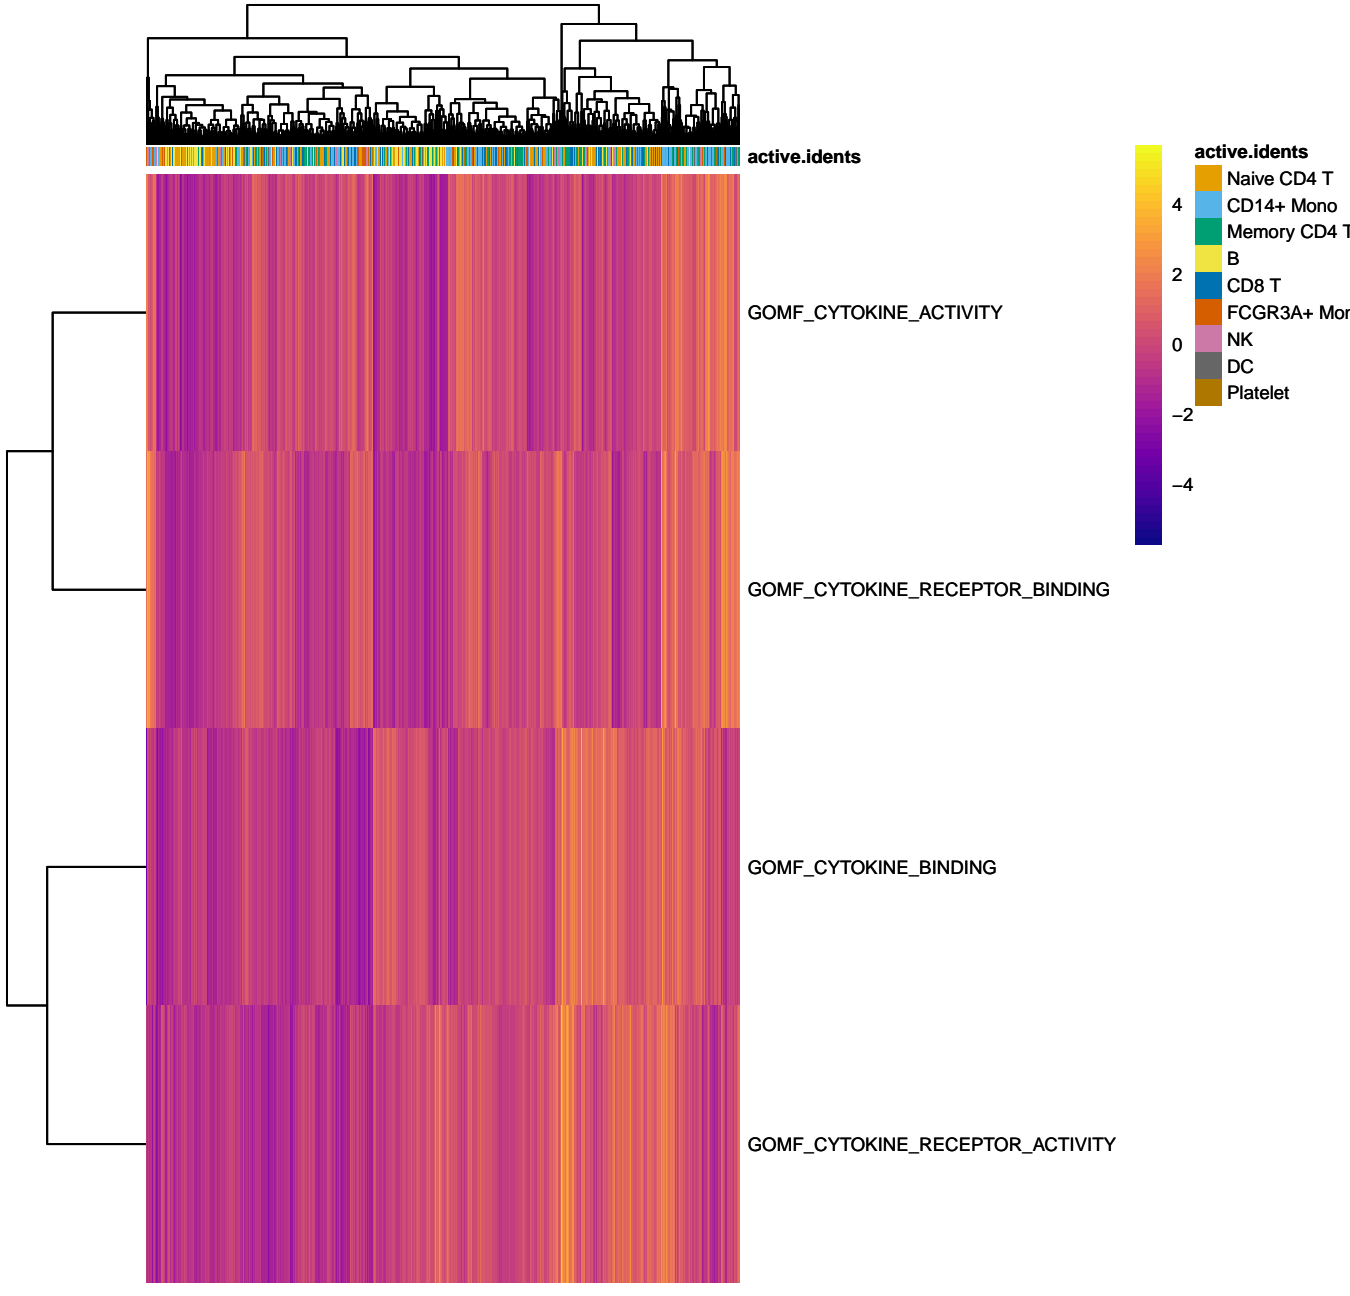 active.idents
GOMF_CYTOKINE_ACTIVITY
GOMF_CYTOKINE_RECEPTOR_BINDING
GOMF_CYTOKINE_BINDING
GOMF_CYTOKINE_RECEPTOR_ACTIVITY
4
2
0
−2
−4
active.idents
Naive CD4 T
CD14+ Mono
Memory CD4 T
B
CD8 T
FCGR3A+ Mor
NK
DC
Platelet